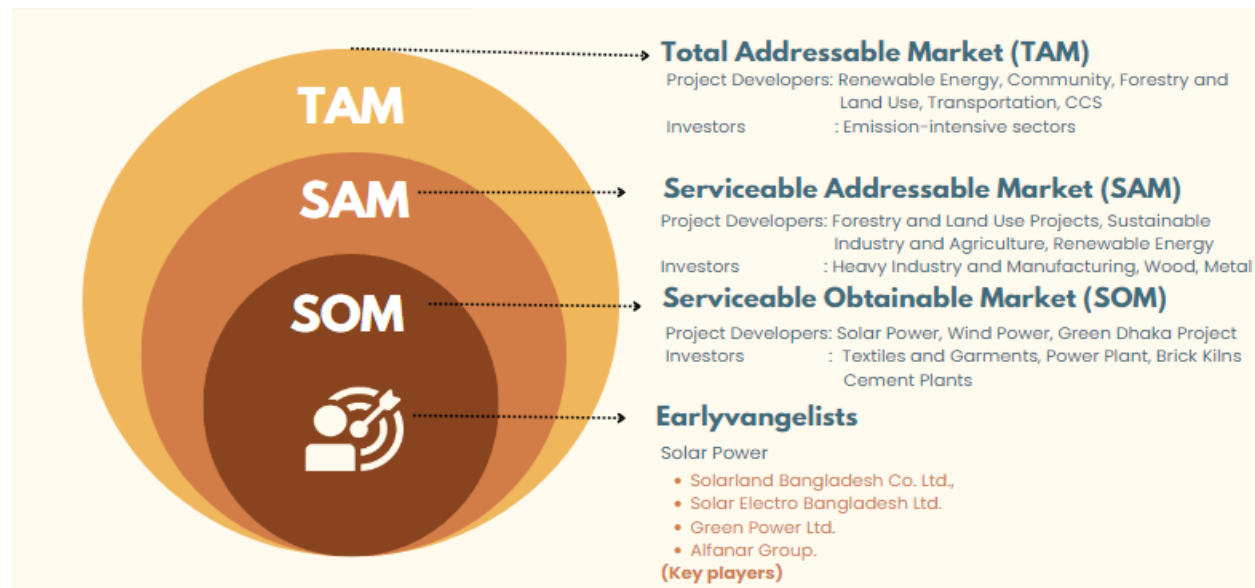 TAM
SAM
SOM
Total Addressable Market (TAM)
Project Developers: Renewable Energy, Community, Forestry and
Land Use, Transportation, CCS
Investors : Emission-intensive sectors
Serviceable Addressable Market (SAM)
Project Developers: Forestry and Land Use Projects, Sustainable
Industry and Agriculture, Renewable Energy
Investors : Heavy Industry and Manufacturing, Wood, Metal
Serviceable Obtainable Market (SOM)
Project Developers: Solar Power, Wind Power, Green Dhaka Project
Investors : Textiles and Garments, Power Plant, Brick Kilns
Cement Plants
Earlyvangelists
Solar Power
• Solarland Bangladesh Co. Ltd.,
• Solar Electro Bangladesh Ltd.
• Green Power Ltd.
• Alfanar Group.
(Key players)